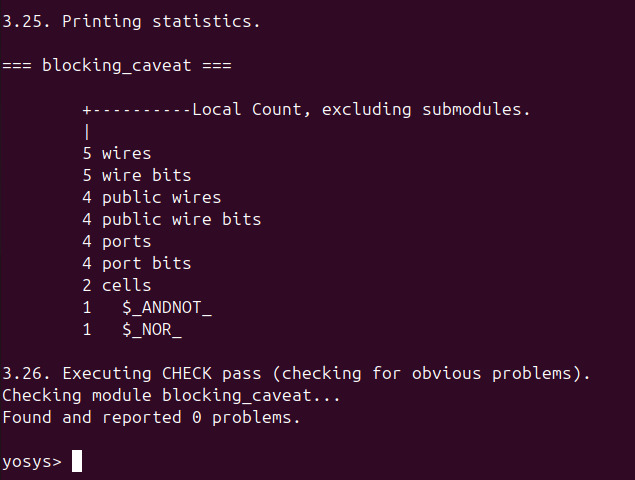 3.25. Printing statistics.
=== blocking_caveat ===
+----------Local Count, excluding submodules.
|
5 wires
5 wire bits
4 public wires
4 public wire bits
4 ports
4 port bits
2 cells
1   $_ANDNOT_
1   $_NOR_
3.26. Executing CHECK pass (checking for obvious problems).
Checking module blocking_caveat...
Found and reported 0 problems.
yosys>